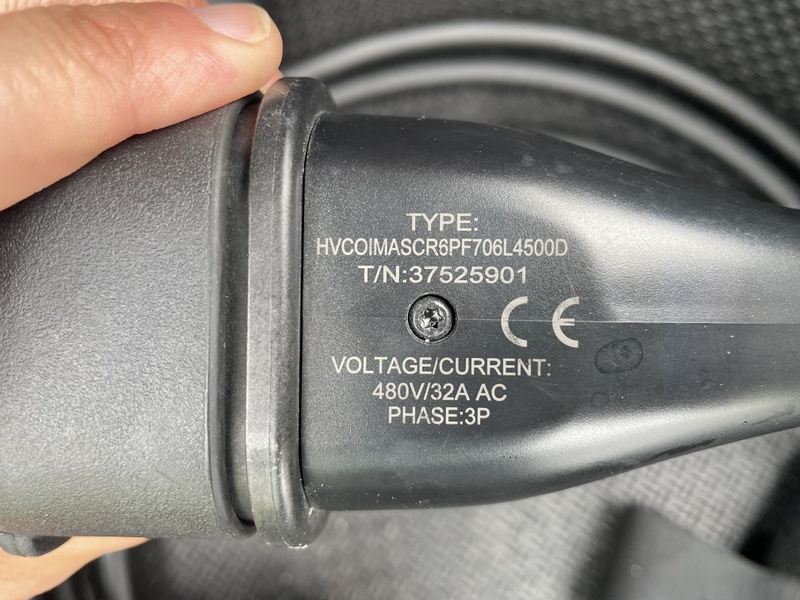 TYPE:
HVCOIMASCR6PF706L4500D
T/N:37525901
CE
VOLTAGE/CURRENT:
480V/32A AC
PHASE:3P